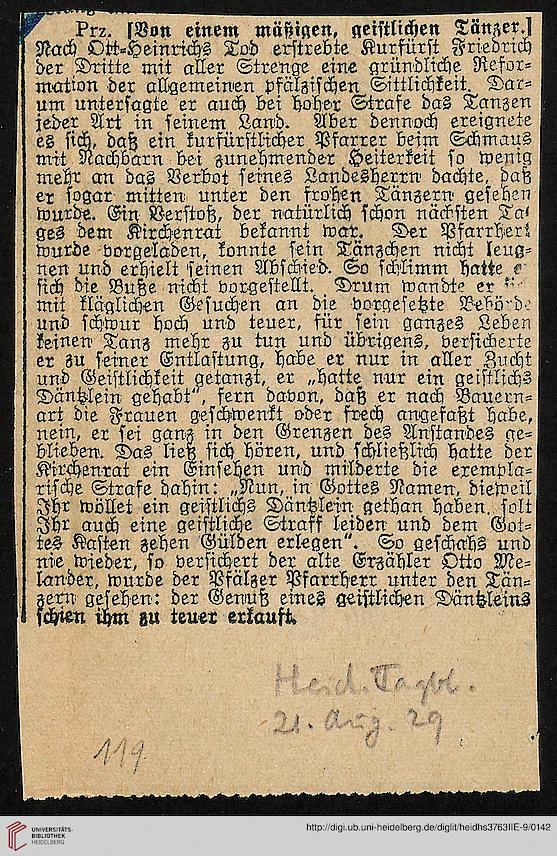 Prz. [Von einem mäßigen, geistlichen Tänzer.]
Nach Ott-Heinrichs Tod erstrebte Kurfürst Friedrich
der Dritte mit aller Strenge eine gründliche Refor-
mation der allgemeinen pfälzischen Sittlichkeit. Dar-
um untersagte er auch bei hoher Strafe das Tanzen
jeder Art in seinem Land. Aber dennoch ereignete
es sich, daß ein kurfürstlicher Pfarrer beim Schmaus
mit Nachbarn bei zunehmender Heiterkeit so wenig
mehr an das Verbot seines Landesherrn dachte, daß
er sogar mitten unter den frohen Tänzern gesehen
wurde. Ein Verstoß, der natürlich schon nächsten Ta-
ges dem Kirchenrat bekannt war. Der Pfarrherr
wurde vorgeladen, konnte sein Tänzchen nicht leug-
nen und erhielt seinen Abschied. So schlimm hatte er
sich die Buße nicht vorgestellt. Drum wandte er
mit kläglichen Gesuchen an die vorgesetzte Behörde
und schwur hoch und teuer, für sein ganzes Leben
keinen Tanz mehr zu tun und übrigens, versicherte
er zu seiner Entlastung, habe er nur in aller Zucht
und Geistlichkeit getanzt, er „hatte nur ein geistlichs
Däntzlein gehabt“, fern davon, daß er nach Bauern-
art die Frauen geschwenkt oder frech angefaßt habe,
nein, er sei ganz in den Grenzen des Anstandes ge-
blieben. Das ließ sich hören, und schließlich hatte der
Kirchenrat ein Einsehen und milderte die exempla-
rische Strafe dahin: „Nun, in Gottes Namen, dieweil
Ihr wöllet ein geistlichs Däntzlein gethan haben, solt
Ihr auch eine geistliche Straff leiden und dem Got-
tes Kasten zehen Gülden erlegen“. So geschahs und
nie wieder, so versichert der alte Erzähler Otto Me-
lander, wurde der Pfälzer Pfarrherr unter den Tän-
zern gesehen: der Genuß eines geistlichen Däntzleins
schien ihm zu teuer erkauft.
Heid. Tagbl.
21. Aug. 29
119
UNIVERSITÄTS-
BIBLIOTHEK
HEIDELBERG
http://digi.ub.uni-heidelberg.de/diglit/heidhs3763IIE-9/0142